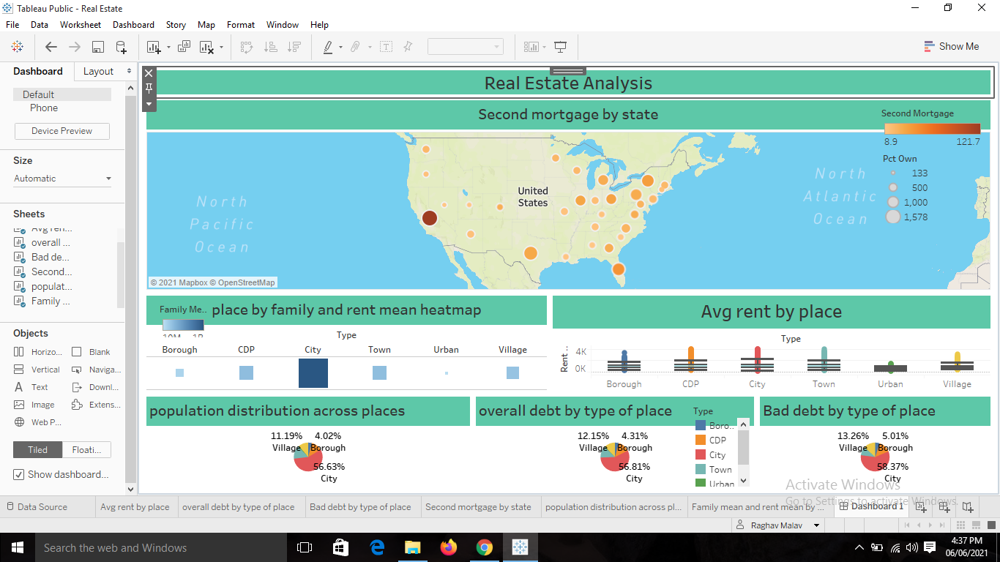 Tableau Public - Real Estate
File Data Worksheet Dashboard Story Map Format Window Help
Show Me
Dashboard Layout
Default
Phone
Device Preview
Size
Automatic
Sheets
overall ...
Bad de...
Second...
populat...
Family ...
Objects
Horizo... Blank
Vertical Naviga...
Text Downl...
Image Extens...
Web P...
Tiled Floati...
Show dashboard...
Real Estate Analysis
Second mortgage by state
Second Mortgage
8.9 121.7
Pct Own
133
500
1,000
1,578
North
Pacific
Ocean
United
States
North
Atlantic
Ocean
© 2021 Mapbox © OpenStreetMap
Family Me.. place by family and rent mean heatmap
Type
Borough CDP City Town Urban Village
Avg rent by place
Type
Rent ..
4K
0K
Borough CDP City Town Urban Village
population distribution across places
11.19% 4.02%
Village Borough
56.63%
City
overall debt by type of place
12.15% 4.31%
Village Borough
56.81%
City
Type
Boro..
CDP
City
Town
Urban
Bad debt by type of place
13.26% 5.01%
Village Borough
58.37%
City
Activate Windows
Go to Settings to activate Windows.
Data Source Avg rent by place overall debt by type of place Bad debt by type of place Second mortgage by state population distribution across pl... Family mean and rent mean by ... Dashboard 1
Raghav Malav
Search the web and Windows
4:37 PM
06/06/2021